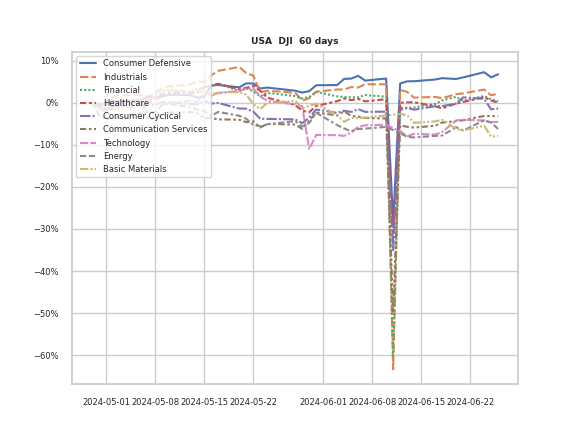 USA DJI 60 days
10%
0%
−10%
−20%
−30%
−40%
−50%
−60%
Consumer Defensive
Industrials
Financial
Healthcare
Consumer Cyclical
Communication Services
Technology
Energy
Basic Materials
2024-05-01 2024-05-08 2024-05-15 2024-05-22 2024-06-01 2024-06-08 2024-06-15 2024-06-22